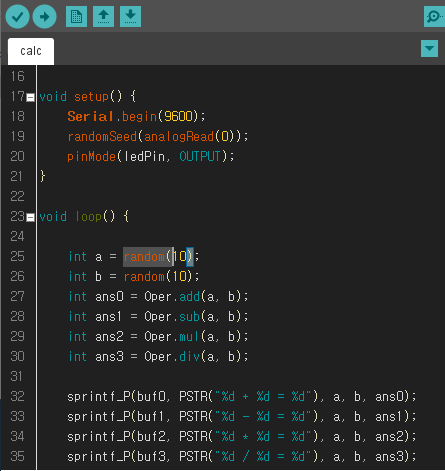 calc
16
17 void setup() {
18 Serial.begin(9600);
19 randomSeed(analogRead(0));
20 pinMode(ledPin, OUTPUT);
21 }
22
23 void loop() {
24
25 int a = random(10);
26 int b = random(10);
27 int ans0 = Oper.add(a, b);
28 int ans1 = Oper.sub(a, b);
29 int ans2 = Oper.mul(a, b);
30 int ans3 = Oper.div(a, b);
31
32 sprintf_P(buf0, PSTR("%d + %d = %d"), a, b, ans0);
33 sprintf_P(buf1, PSTR("%d - %d = %d"), a, b, ans1);
34 sprintf_P(buf2, PSTR("%d * %d = %d"), a, b, ans2);
35 sprintf_P(buf3, PSTR("%d / %d = %d"), a, b, ans3);